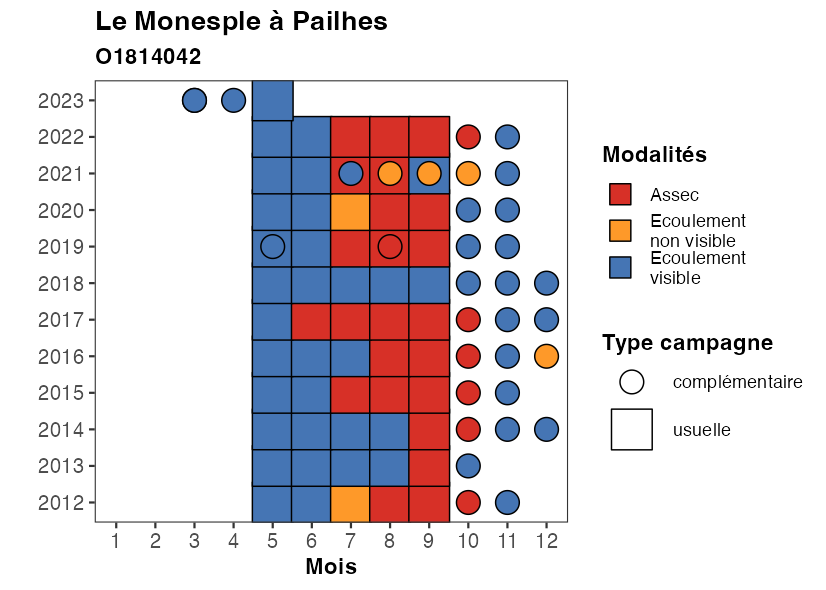 Le Monesple à Pailhes
O1814042
2023
2022
2021
2020
2019
2018
2017
2016
2015
2014
2013
2012
1 2 3 4 5 6 7 8 9 10 11 12
Mois
Modalités
Assec
Ecoulement
non visible
Ecoulement
visible
Type campagne
complémentaire
usuelle